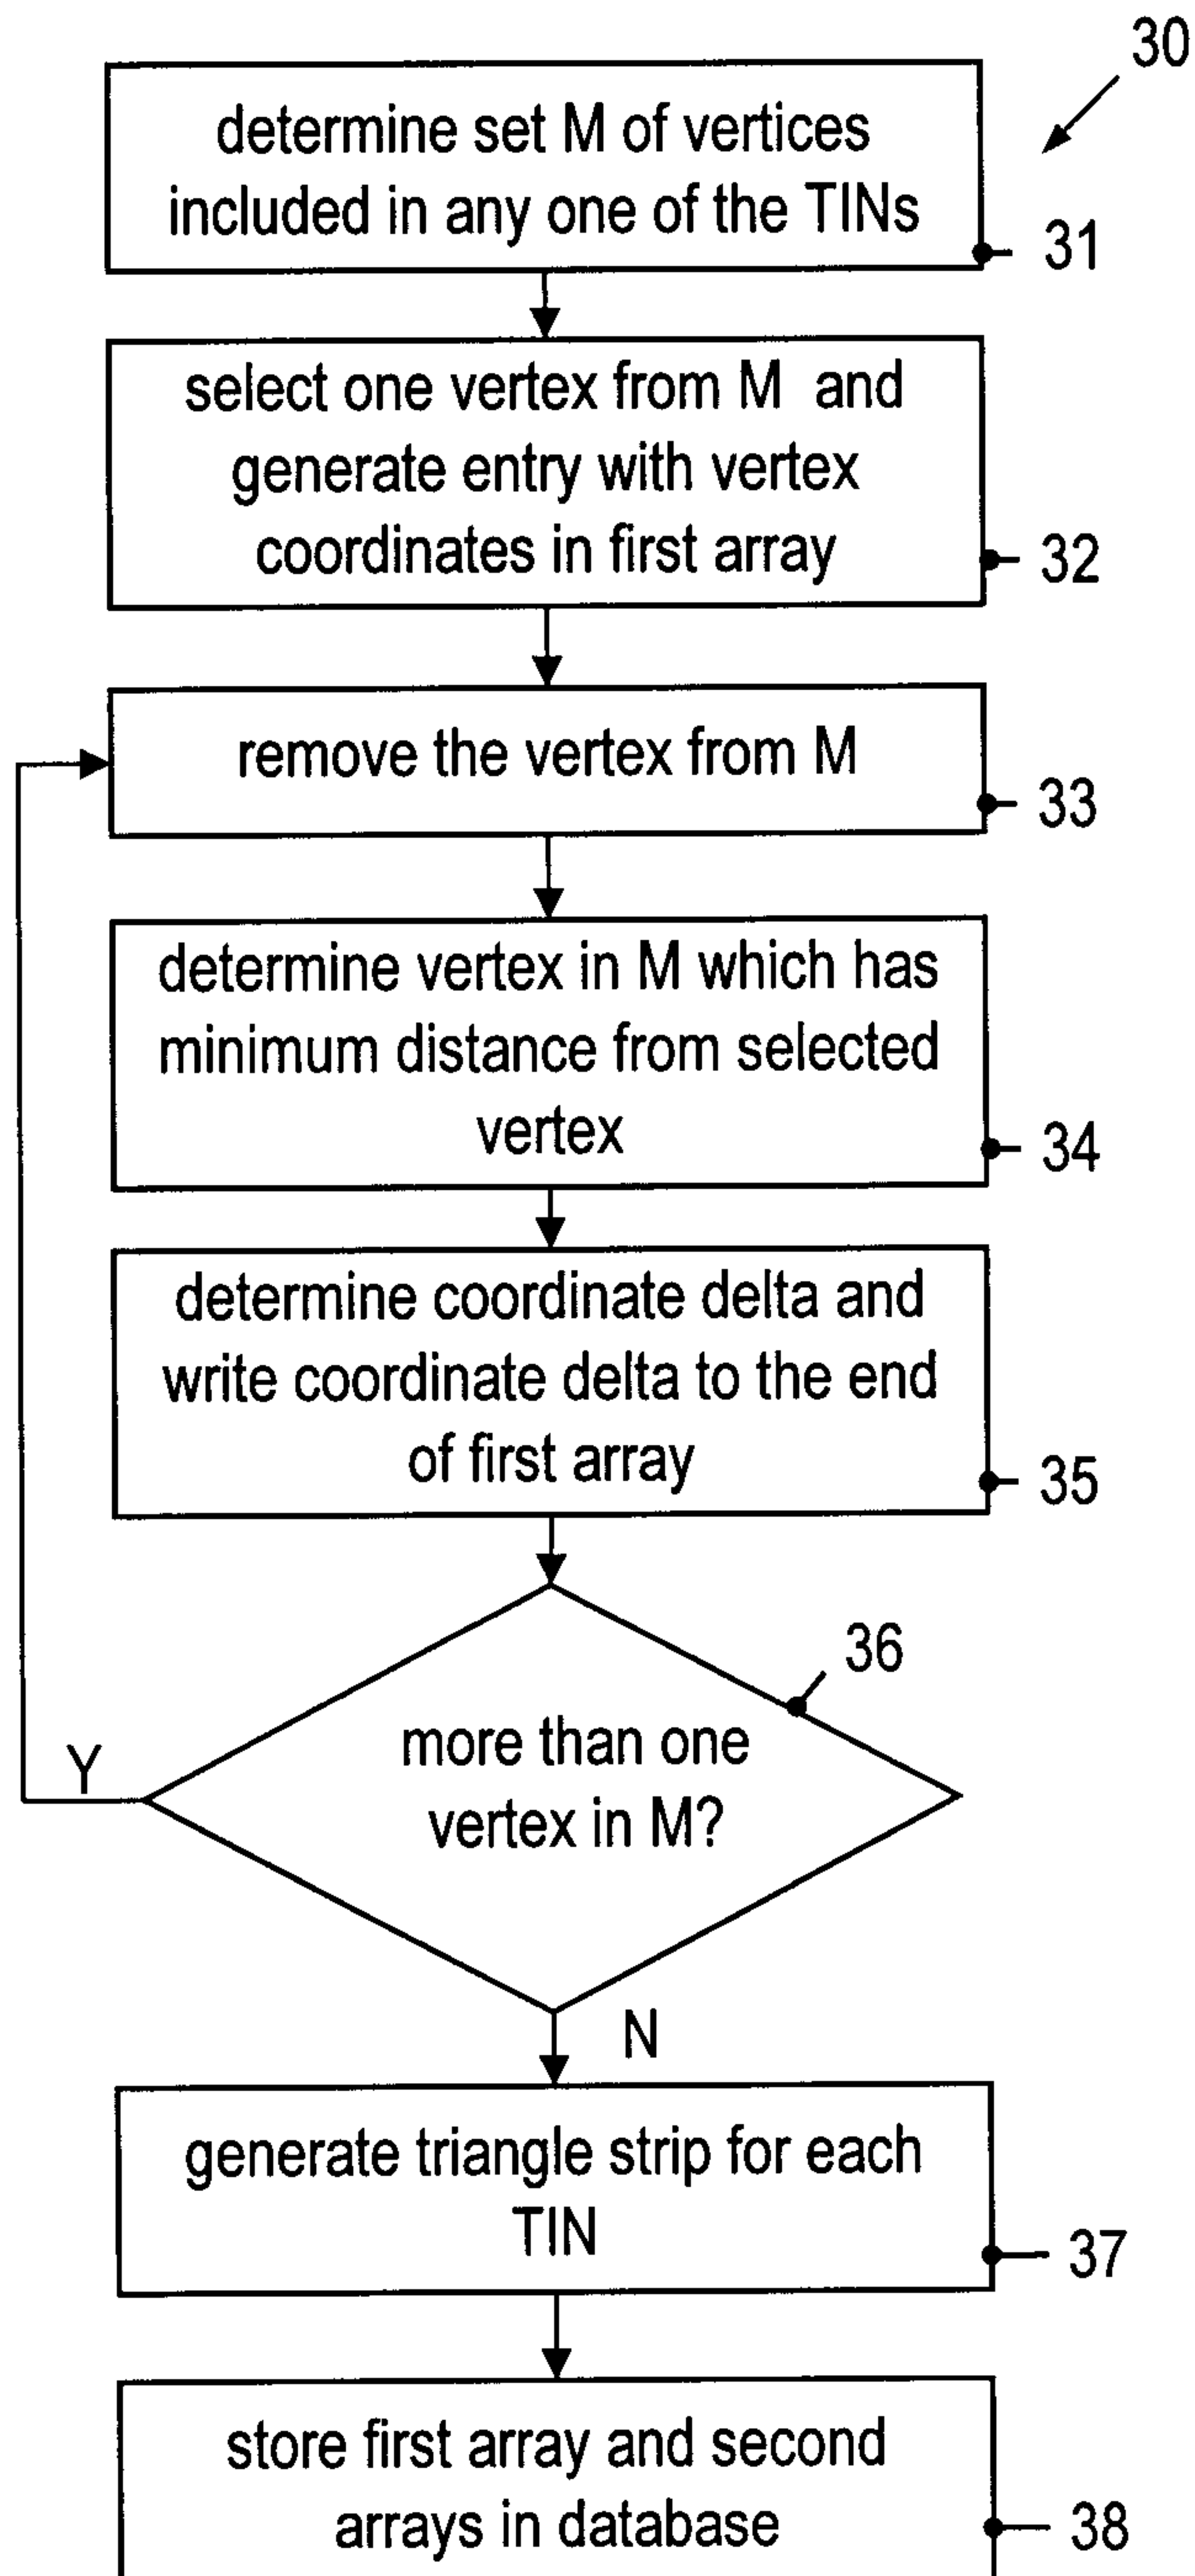 30
determine set M of vertices
included in any one of the TINs
31
select one vertex from M and
generate entry with vertex
coordinates in first array
32
remove the vertex from M
33
determine vertex in M which has
minimum distance from selected
vertex
34
determine coordinate delta and
write coordinate delta to the end
of first array
35
36
more than one
vertex in M?
Y
N
generate triangle strip for each
TIN
37
store first array and second
arrays in database
38